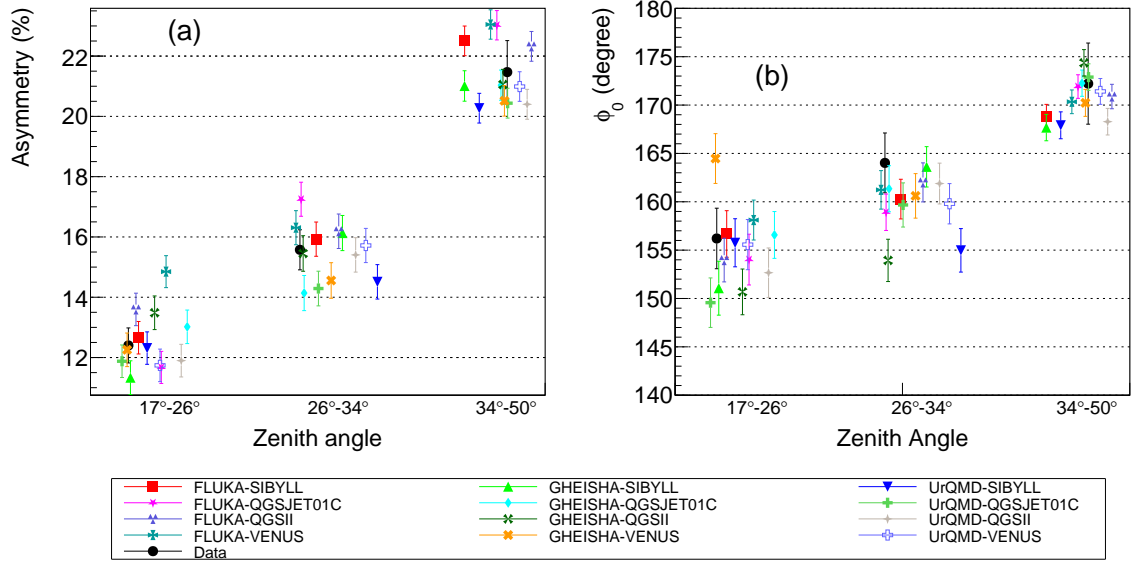 (a)
Asymmetry (%)
22
20
18
16
14
12
17°-26°
26°-34°
34°-50°
Zenith angle
(b)
ϕ0 (degree)
180
175
170
165
160
155
150
145
140
17°-26°
26°-34°
34°-50°
Zenith Angle
FLUKA-SIBYLL GHEISHA-SIBYLL UrQMD-SIBYLL
FLUKA-QGSJET01C GHEISHA-QGSJET01C UrQMD-QGSJET01C
FLUKA-QGSII GHEISHA-QGSII UrQMD-QGSII
FLUKA-VENUS GHEISHA-VENUS UrQMD-VENUS
Data